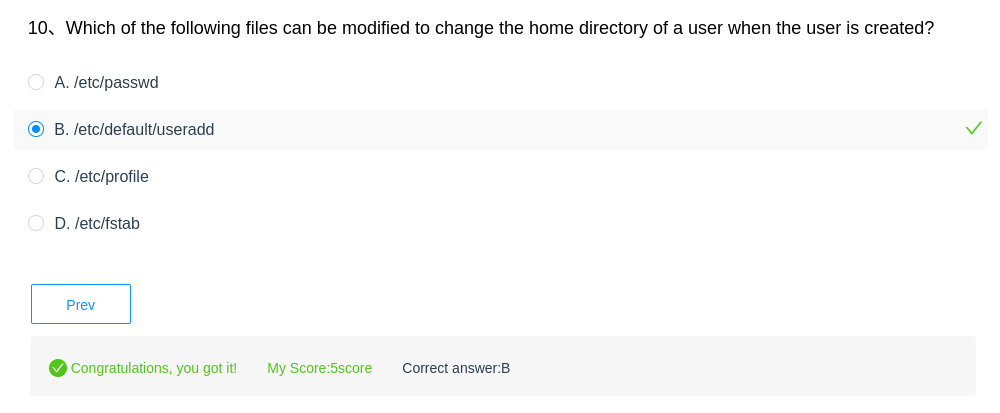 10、Which of the following files can be modified to change the home directory of a user when the user is created?
A. /etc/passwd
B. /etc/default/useradd
C. /etc/profile
D. /etc/fstab
Prev
Congratulations, you got it! My Score:5score Correct answer:B